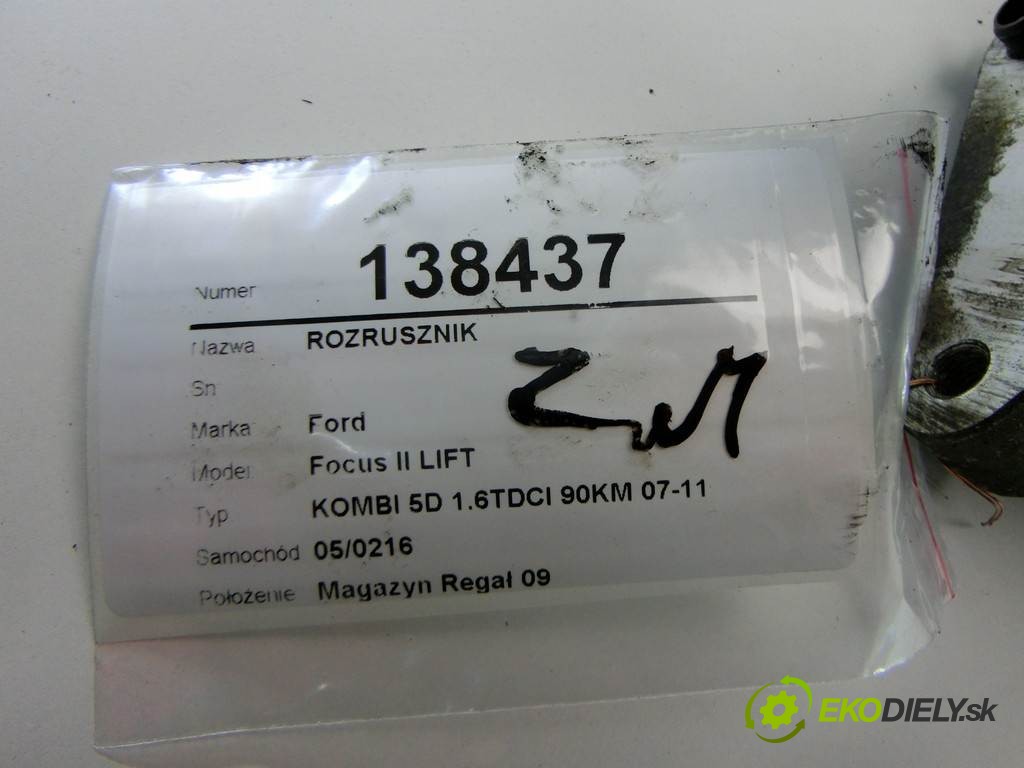 Numer 138437
Nazwa ROZRUSZNIK
Sn
Marka Ford
Model Focus II LIFT
Typ KOMBI 5D 1.6TDCI 90KM 07-11
Samochód 05/0216
Położenie Magazyn Regał 09
EKODIELY.sk